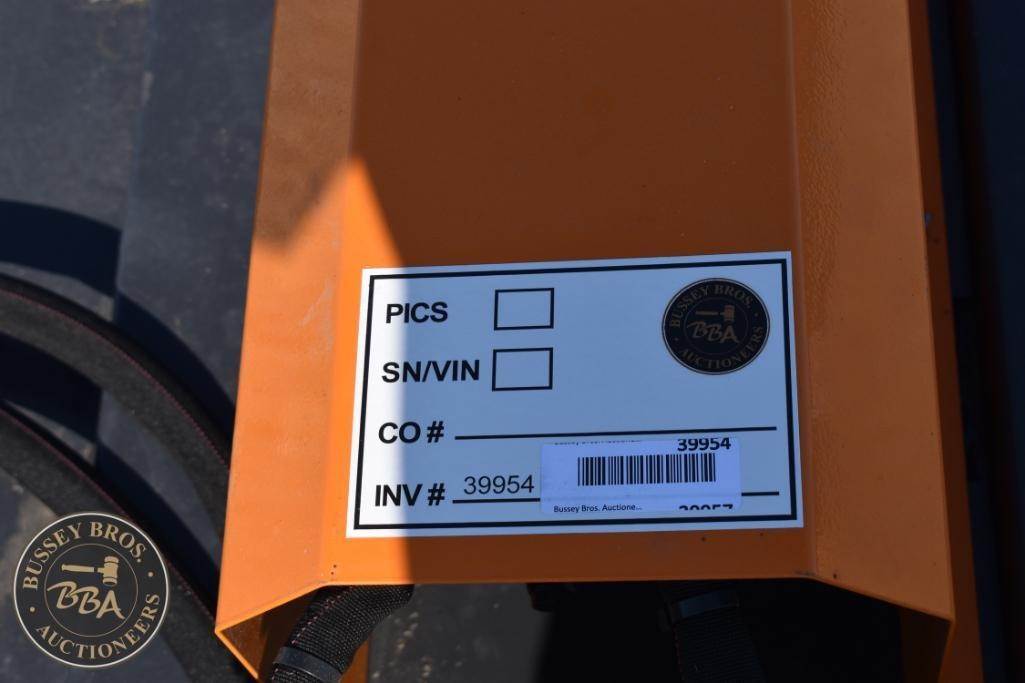 PICS
BUSSEY BROS.
BBA
AUCTIONEERS
SN/VIN
CO #
39954
INV # 39954
Bussey Bros. Auctione...
BUSSEY BROS.
BBA
AUCTIONEERS